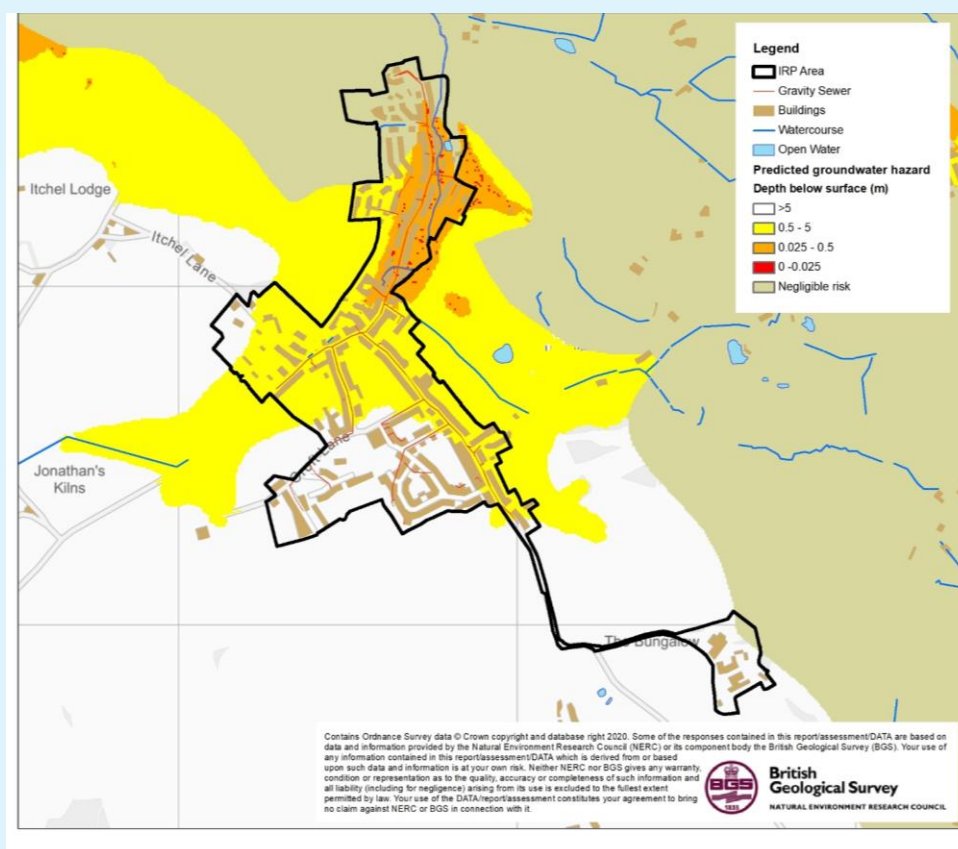 Legend
IRP Area
Gravity Sewer
Buildings
Watercourse
Open Water
Predicted groundwater hazard
Depth below surface (m)
>5
0.5 - 5
0.025 - 0.5
0 -0.025
Negligible risk
Itchel Lodge
Itchel Lane
Jonathan's
Kilns
Croft Lane
The Bungalow
Contains Ordnance Survey data © Crown copyright and database right 2020. Some of the responses contained in this report/assessment/DATA are based on
data and information provided by the Natural Environment Research Council (NERC) or its component body the British Geological Survey (BGS). Your use of
any information contained in this report/assessment/DATA which is derived from or based
upon such data and information is at your own risk. Neither NERC nor BGS gives any warranty,
condition or representation as to the quality, accuracy or completeness of such information and
all liability (including for negligence) arising from its use is excluded to the fullest extent
permitted by law. Your use of the DATA/report/assessment constitutes your agreement to bring
no claim against NERC or BGS in connection with it.
BGS
1835
British
Geological Survey
NATURAL ENVIRONMENT RESEARCH COUNCIL